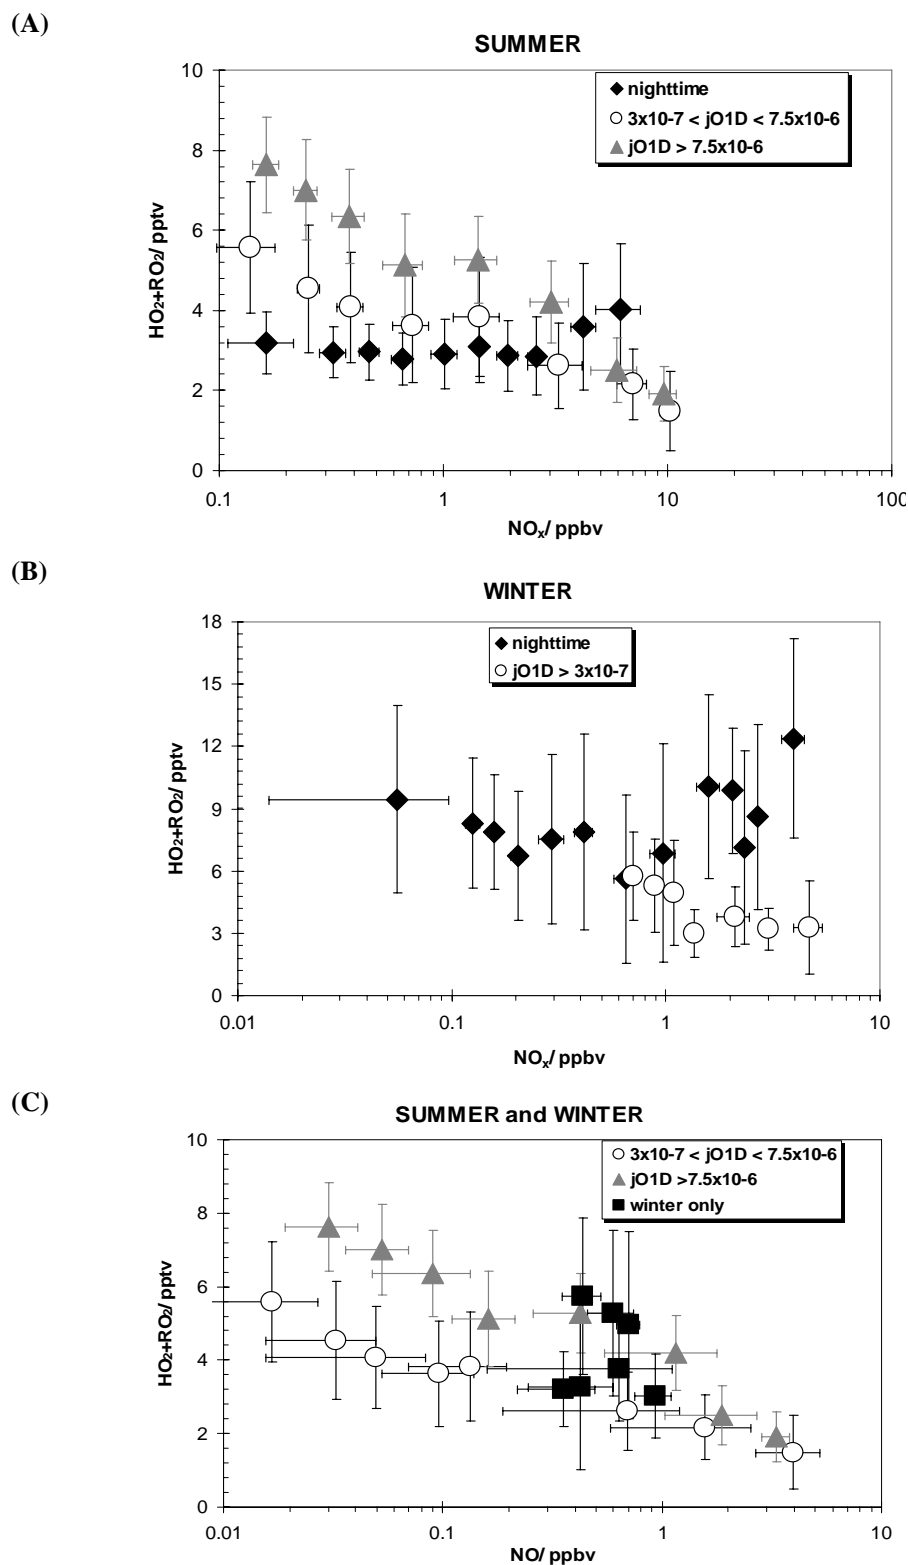 (A)
SUMMER
10
8
6
4
2
0
HO2+RO2/ pptv
nighttime
3x10-7 < jO1D < 7.5x10-6
jO1D > 7.5x10-6
0.1 1 10 100
NOx/ ppbv
(B)
WINTER
18
15
12
9
6
3
0
HO2+RO2/ pptv
nighttime
jO1D > 3x10-7
0.01 0.1 1 10
NOx/ ppbv
(C)
SUMMER and WINTER
10
8
6
4
2
0
HO2+RO2/ pptv
3x10-7 < jO1D < 7.5x10-6
jO1D >7.5x10-6
winter only
0.01 0.1 1 10
NO/ ppbv